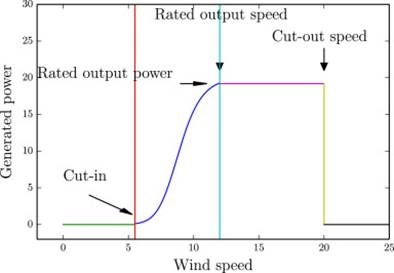 30
Rated output speed
25
Cut-out speed
Rated output power
20
15
10
Cut-in
5
0
0 5 10 15 20 25
Generated power
Wind speed